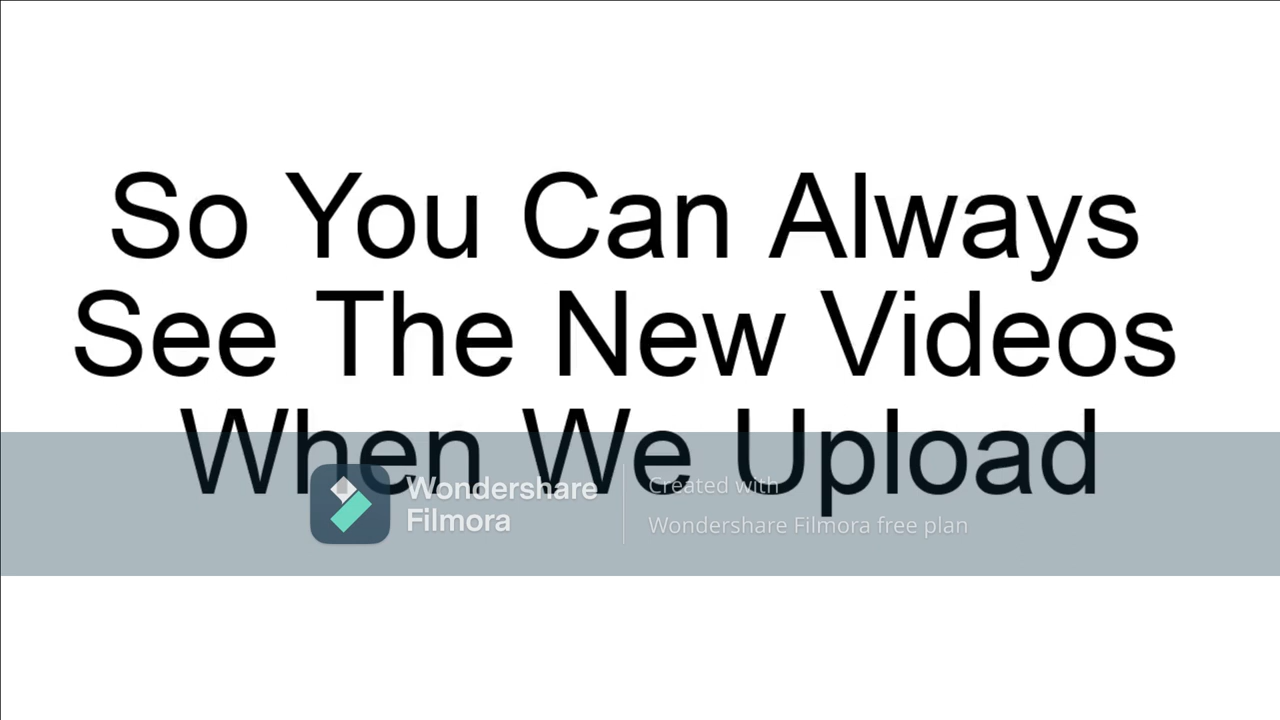 So You Can Always
See The New Videos
When We Upload
Wondershare
Filmora
Created with
Wondershare Filmora free plan